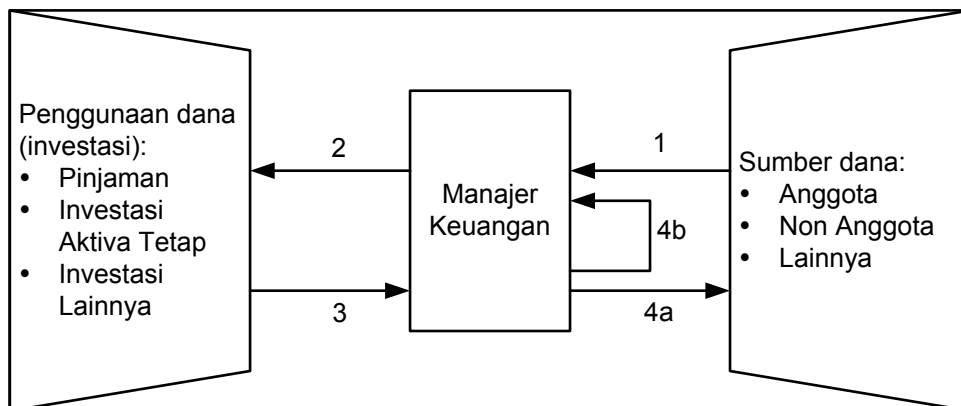 Penggunaan dana
(investasi):
• Pinjaman
• Investasi
Aktiva Tetap
• Investasi
Lainnya
2
3
Manajer
Keuangan
1
4b
4a
Sumber dana:
• Anggota
• Non Anggota
• Lainnya